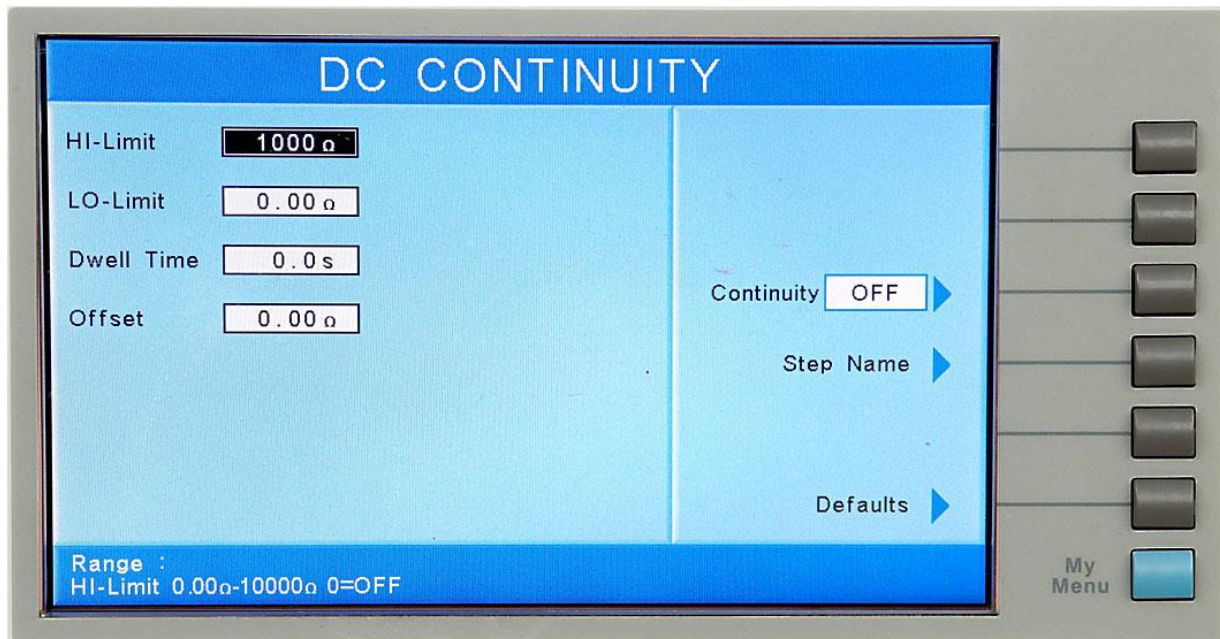 DC CONTINUITY
HI-Limit 1000 Ω
LO-Limit 0.00 Ω
Dwell Time 0.0 s
Offset 0.00 Ω
Continuity OFF
Step Name
Defaults
Range :
HI-Limit 0.00Ω-10000Ω 0=OFF
My
Menu